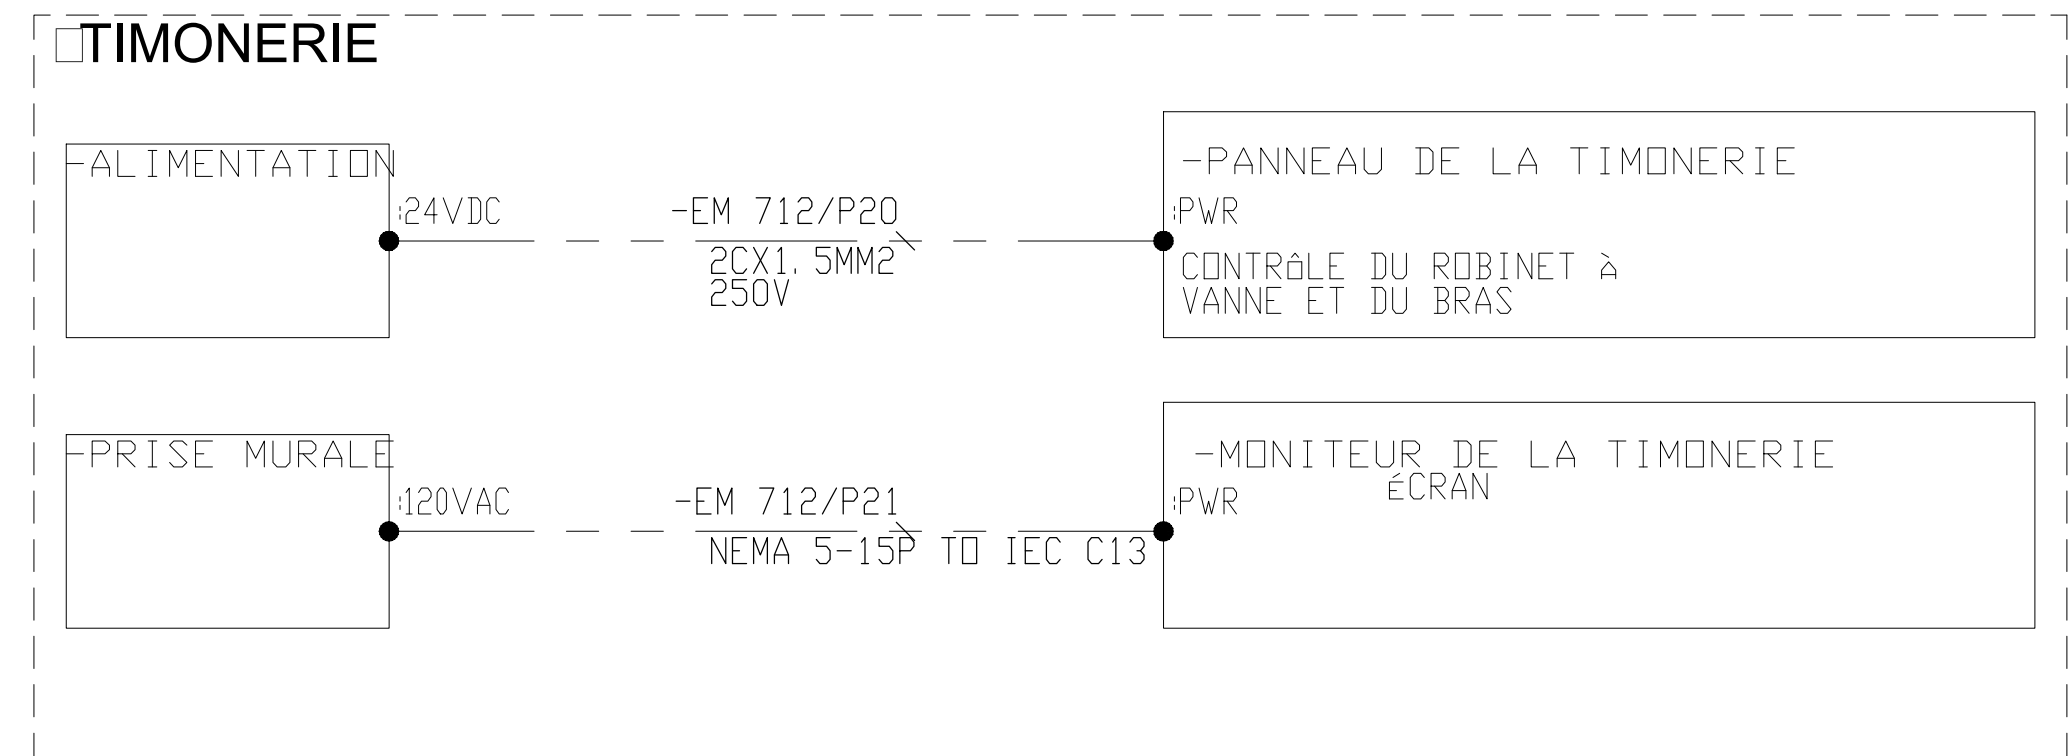 TIMONERIE
-ALIMENTATION
:24VDC
-EM 712/P20
2CX1.5MM2
250V
-PANNEAU DE LA TIMONERIE
:PWR
CONTRôLE DU ROBINET à
VANNE ET DU BRAS
-PRISE MURALE
:120VAC
-EM 712/P21
NEMA 5-15P TO IEC C13
-MONITEUR DE LA TIMONERIE
éCRAN
:PWR